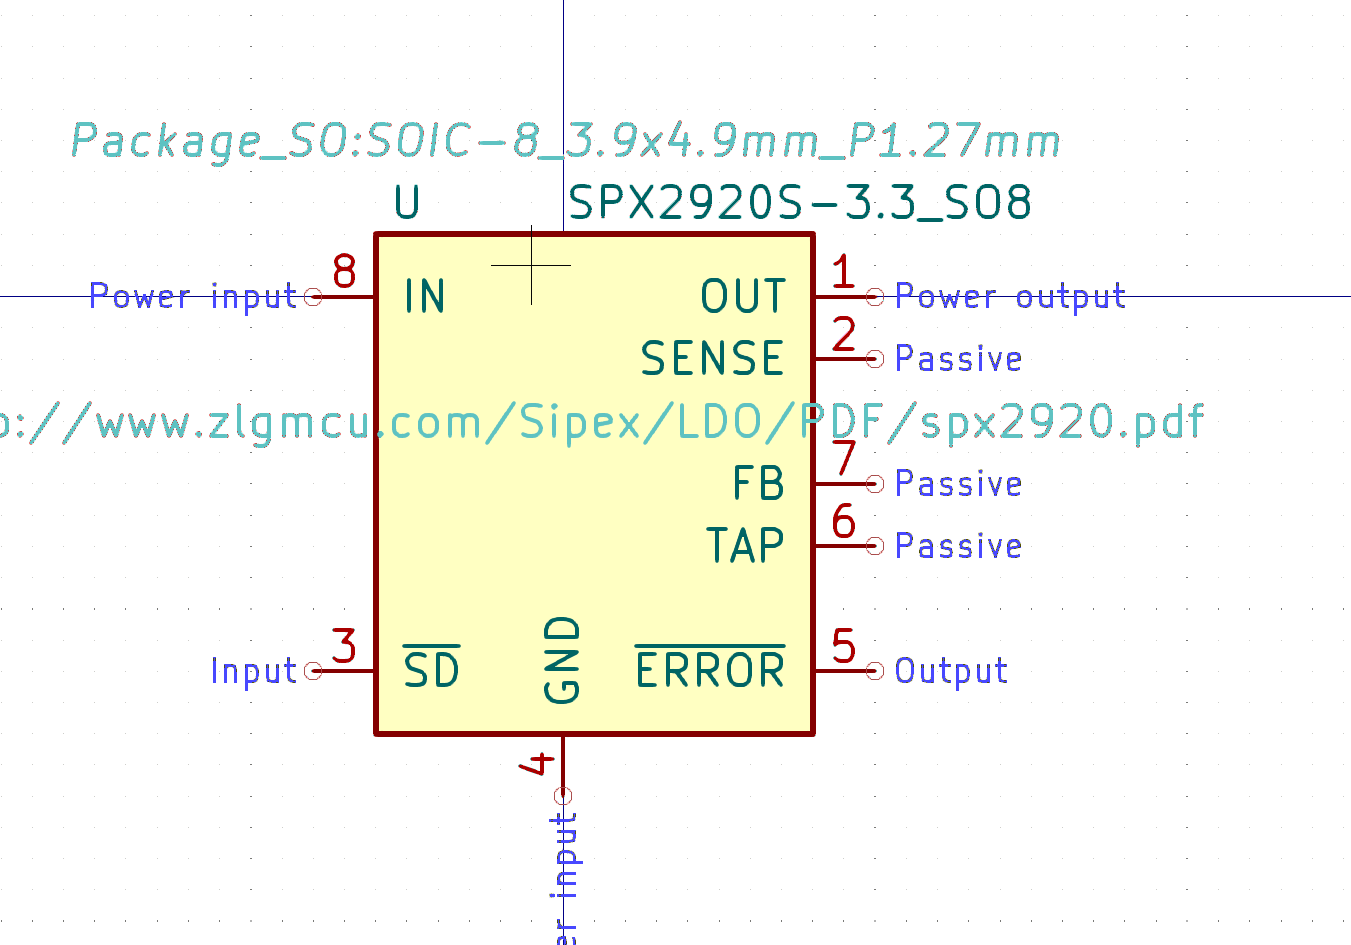 Package_SO:SOIC-8_3.9x4.9mm_P1.27mm
U SPX2920S-3.3_SO8
Power input 8 IN OUT 1 Power output
SENSE 2 Passive
://www.zlgmcu.com/Sipex/LDO/PDF/spx2920.pdf
FB 7 Passive
TAP 6 Passive
Input 3 SD GND ERROR 5 Output
4
er input